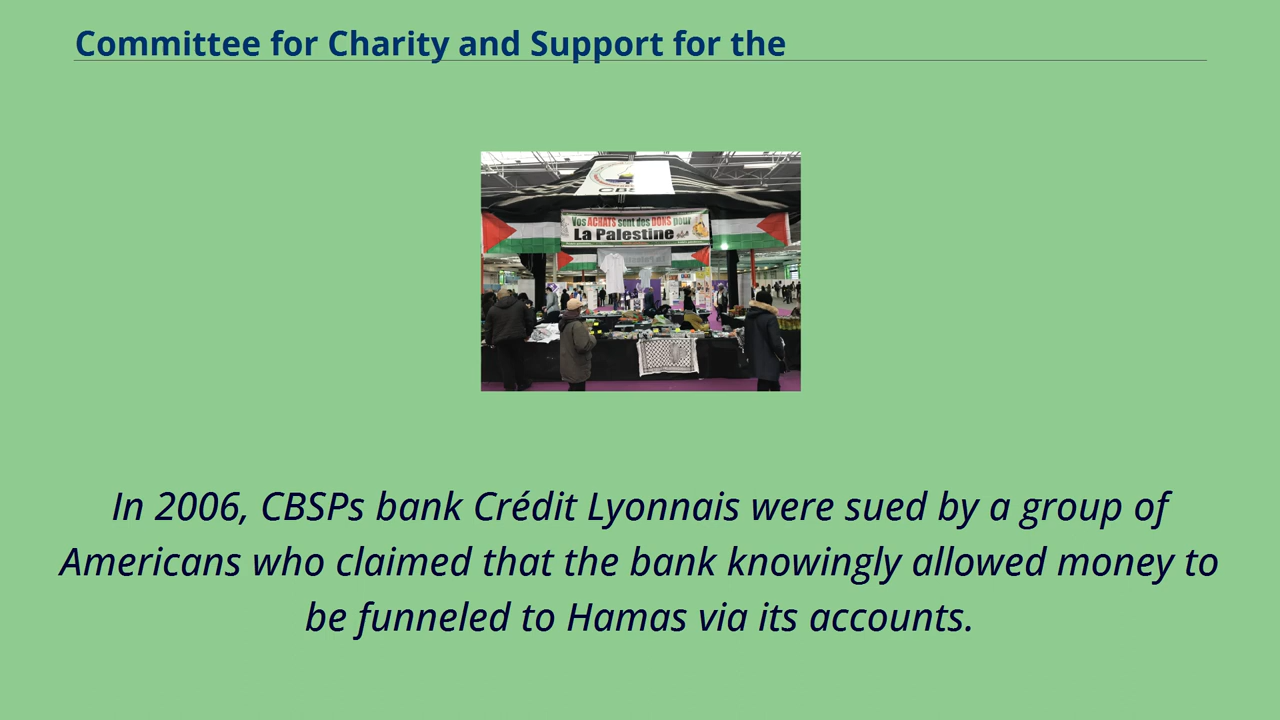 Committee for Charity and Support for the
Vos ACHATS sont des DONS pour
La Palestine
In 2006, CBSPs bank Crédit Lyonnais were sued by a group of
Americans who claimed that the bank knowingly allowed money to
be funneled to Hamas via its accounts.